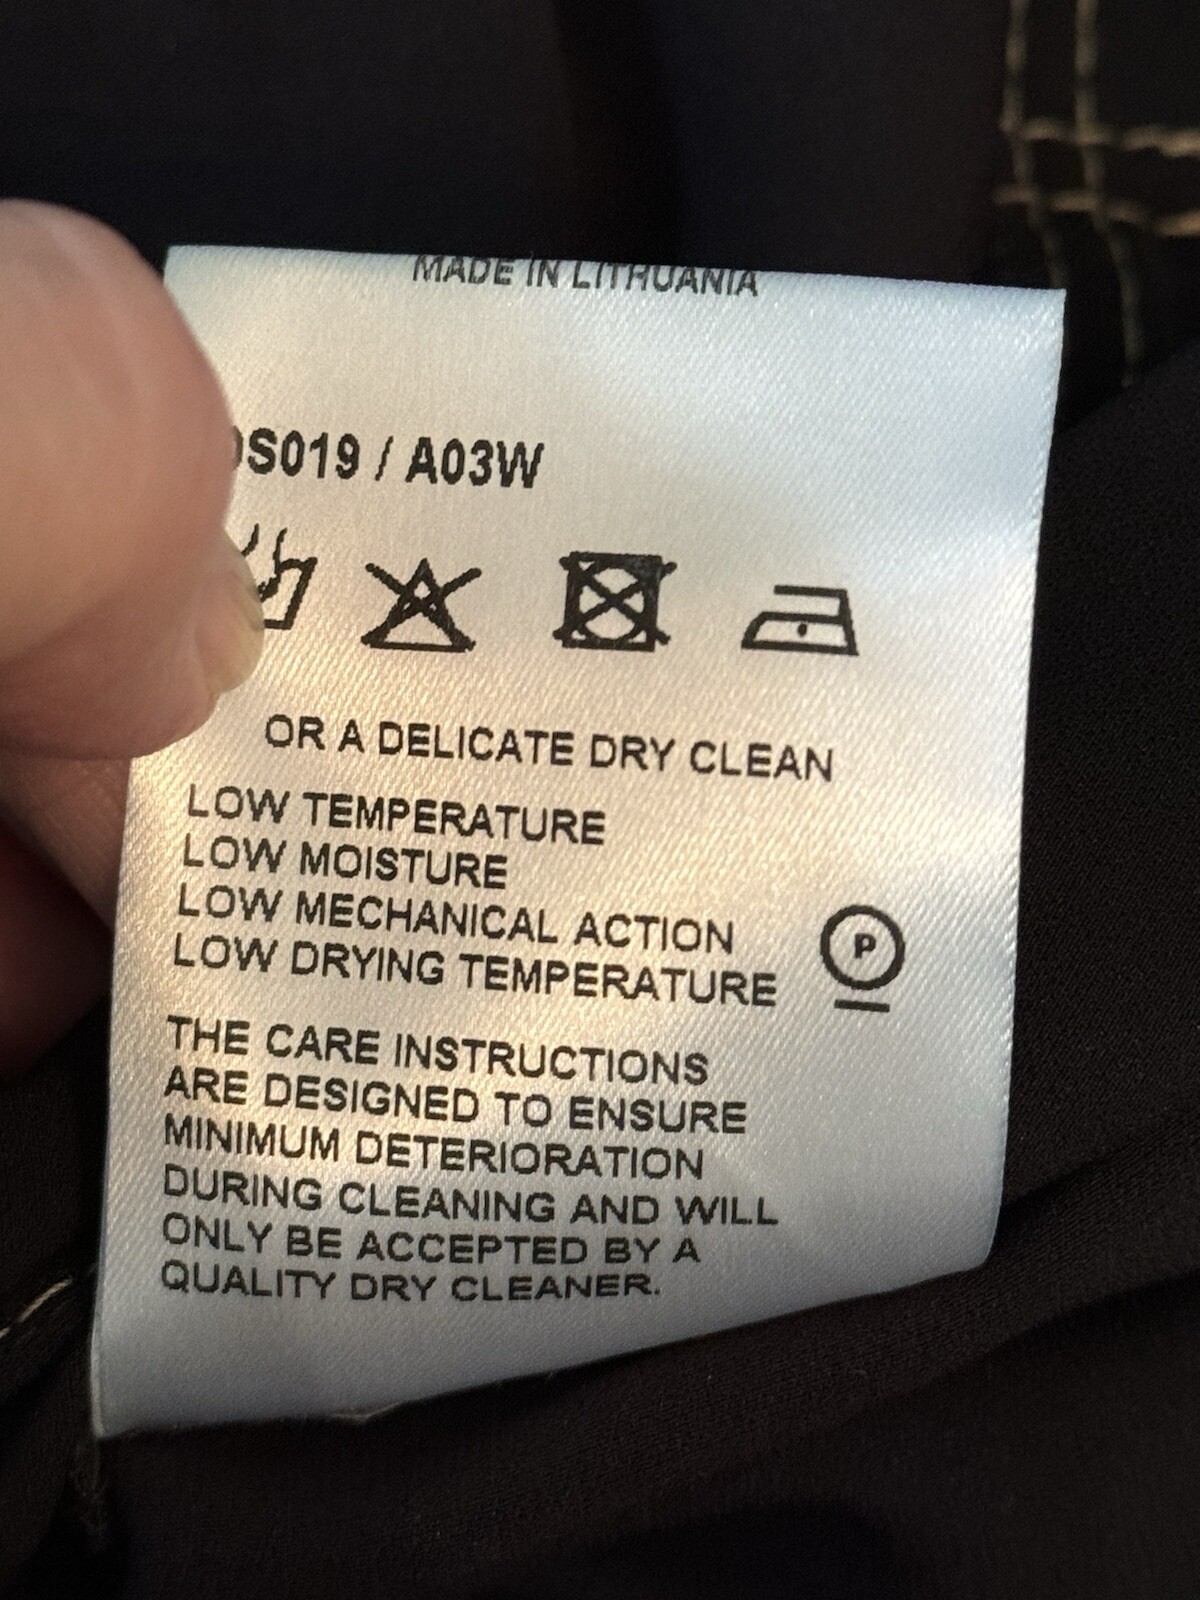 MADE IN LITHUANIA
S019 / A03W
OR A DELICATE DRY CLEAN
LOW TEMPERATURE
LOW MOISTURE
LOW MECHANICAL ACTION
LOW DRYING TEMPERATURE
P
THE CARE INSTRUCTIONS
ARE DESIGNED TO ENSURE
MINIMUM DETERIORATION
DURING CLEANING AND WILL
ONLY BE ACCEPTED BY A
QUALITY DRY CLEANER.